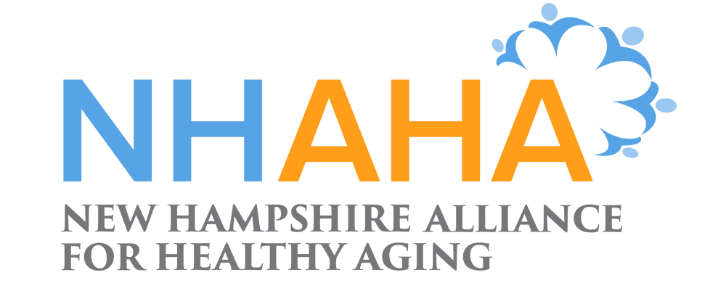 NHAHA
NEW HAMPSHIRE ALLIANCE
FOR HEALTHY AGING